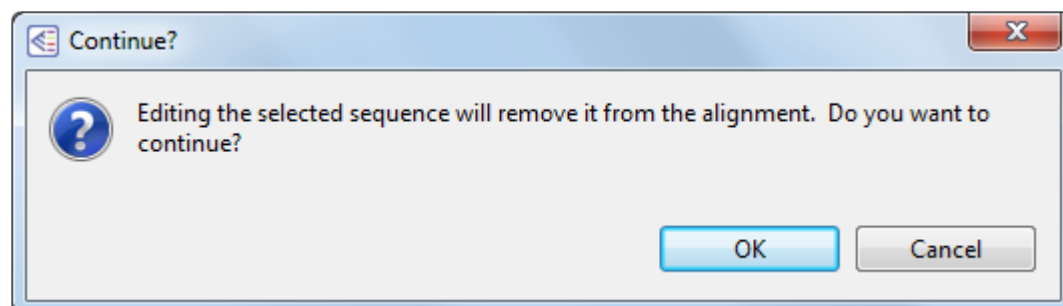 Continue?
Editing the selected sequence will remove it from the alignment.  Do you want to
continue?
OK
Cancel